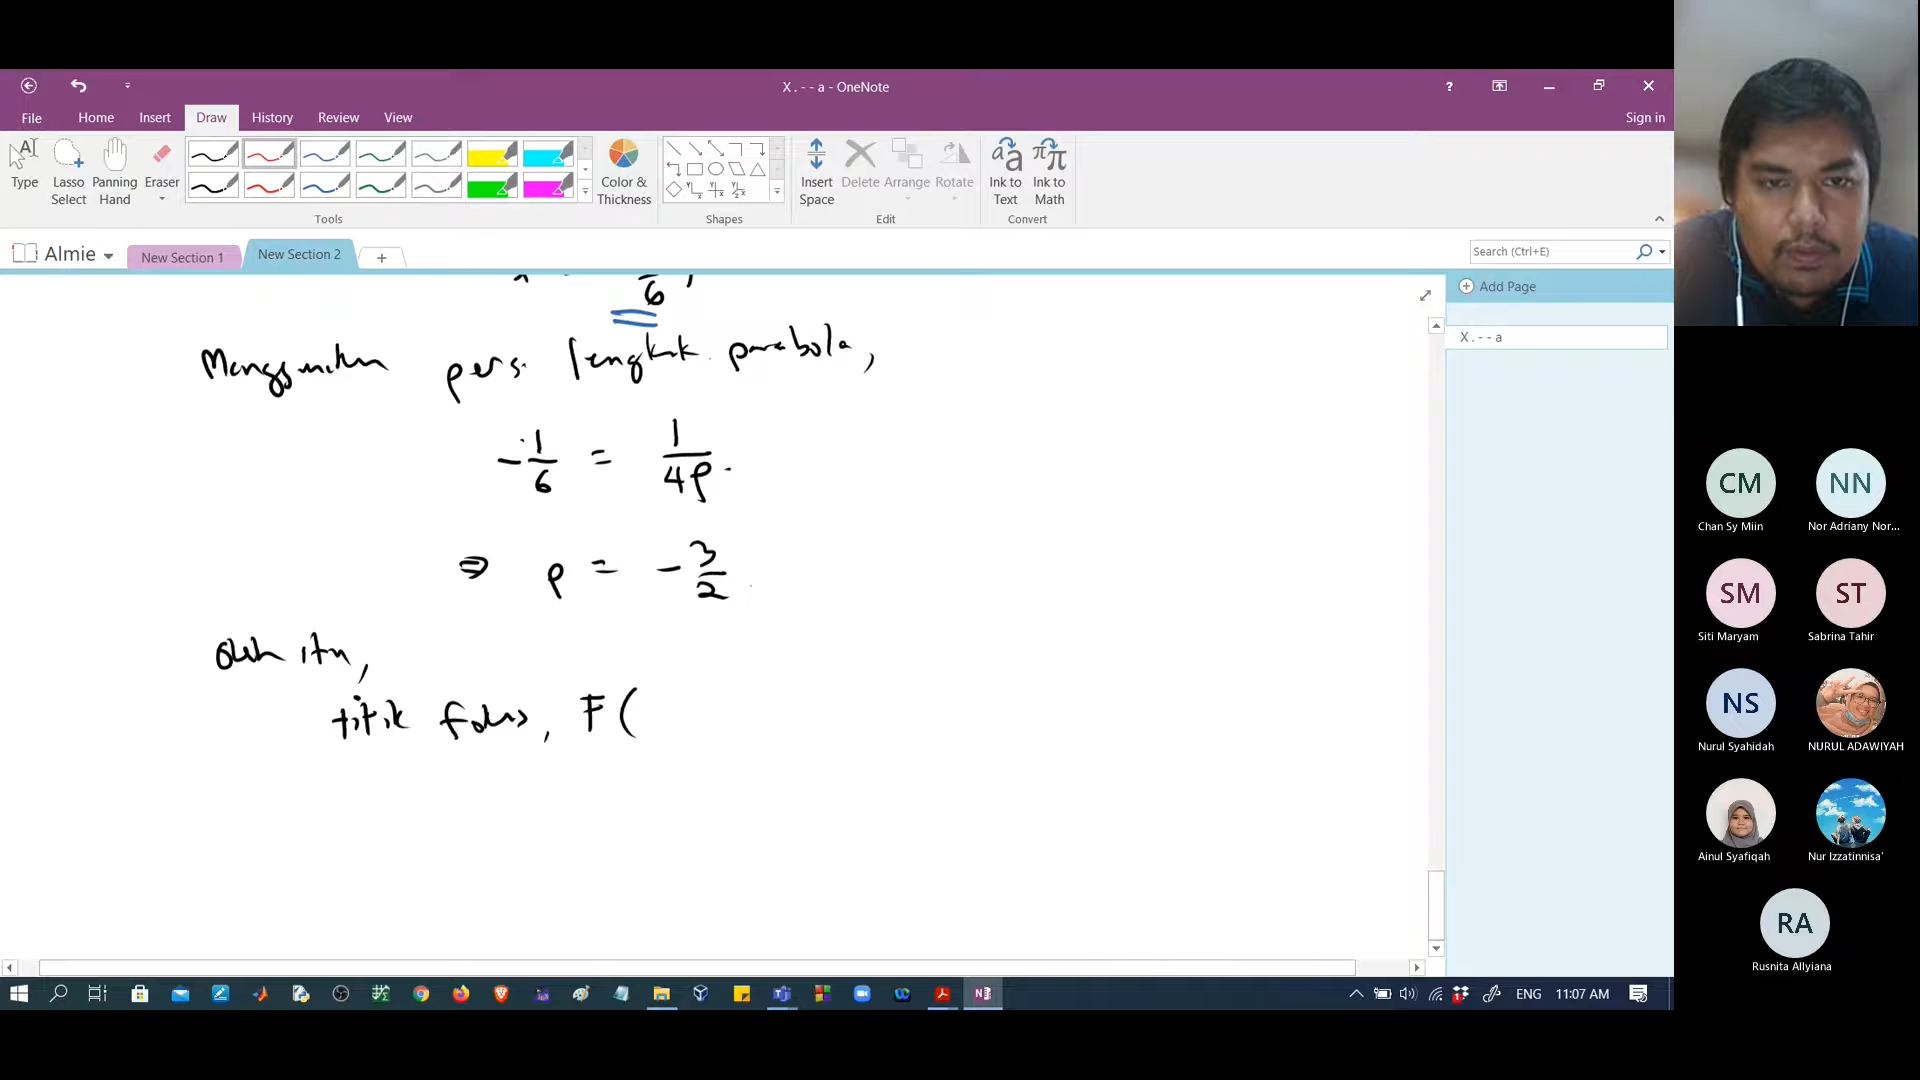 X . - - a - OneNote
File Home Insert Draw History Review View Sign in
Type
Lasso Select
Panning Hand
Eraser
Color & Thickness
Insert Space
Delete
Arrange
Rotate
Ink to Text
Ink to Math
Tools Shapes Edit Convert
Almie New Section 1 New Section 2 +
Search (Ctrl+E)
Add Page
X . - - a
6 ,
pers. lengkuk parabola,
- 1/6 = 1/4p.
⇒ p = - 3/2
Oleh itu,
titik fokus, F (
CM NN
Chan Sy Miin Nor Adriany Nor...
SM ST
Siti Maryam Sabrina Tahir
NS
Nurul Syahidah NURUL ADAWIYAH
Ainul Syafiqah Nur Izzatinnisa'
RA
Rusnita Allyiana
ENG 11:07 AM